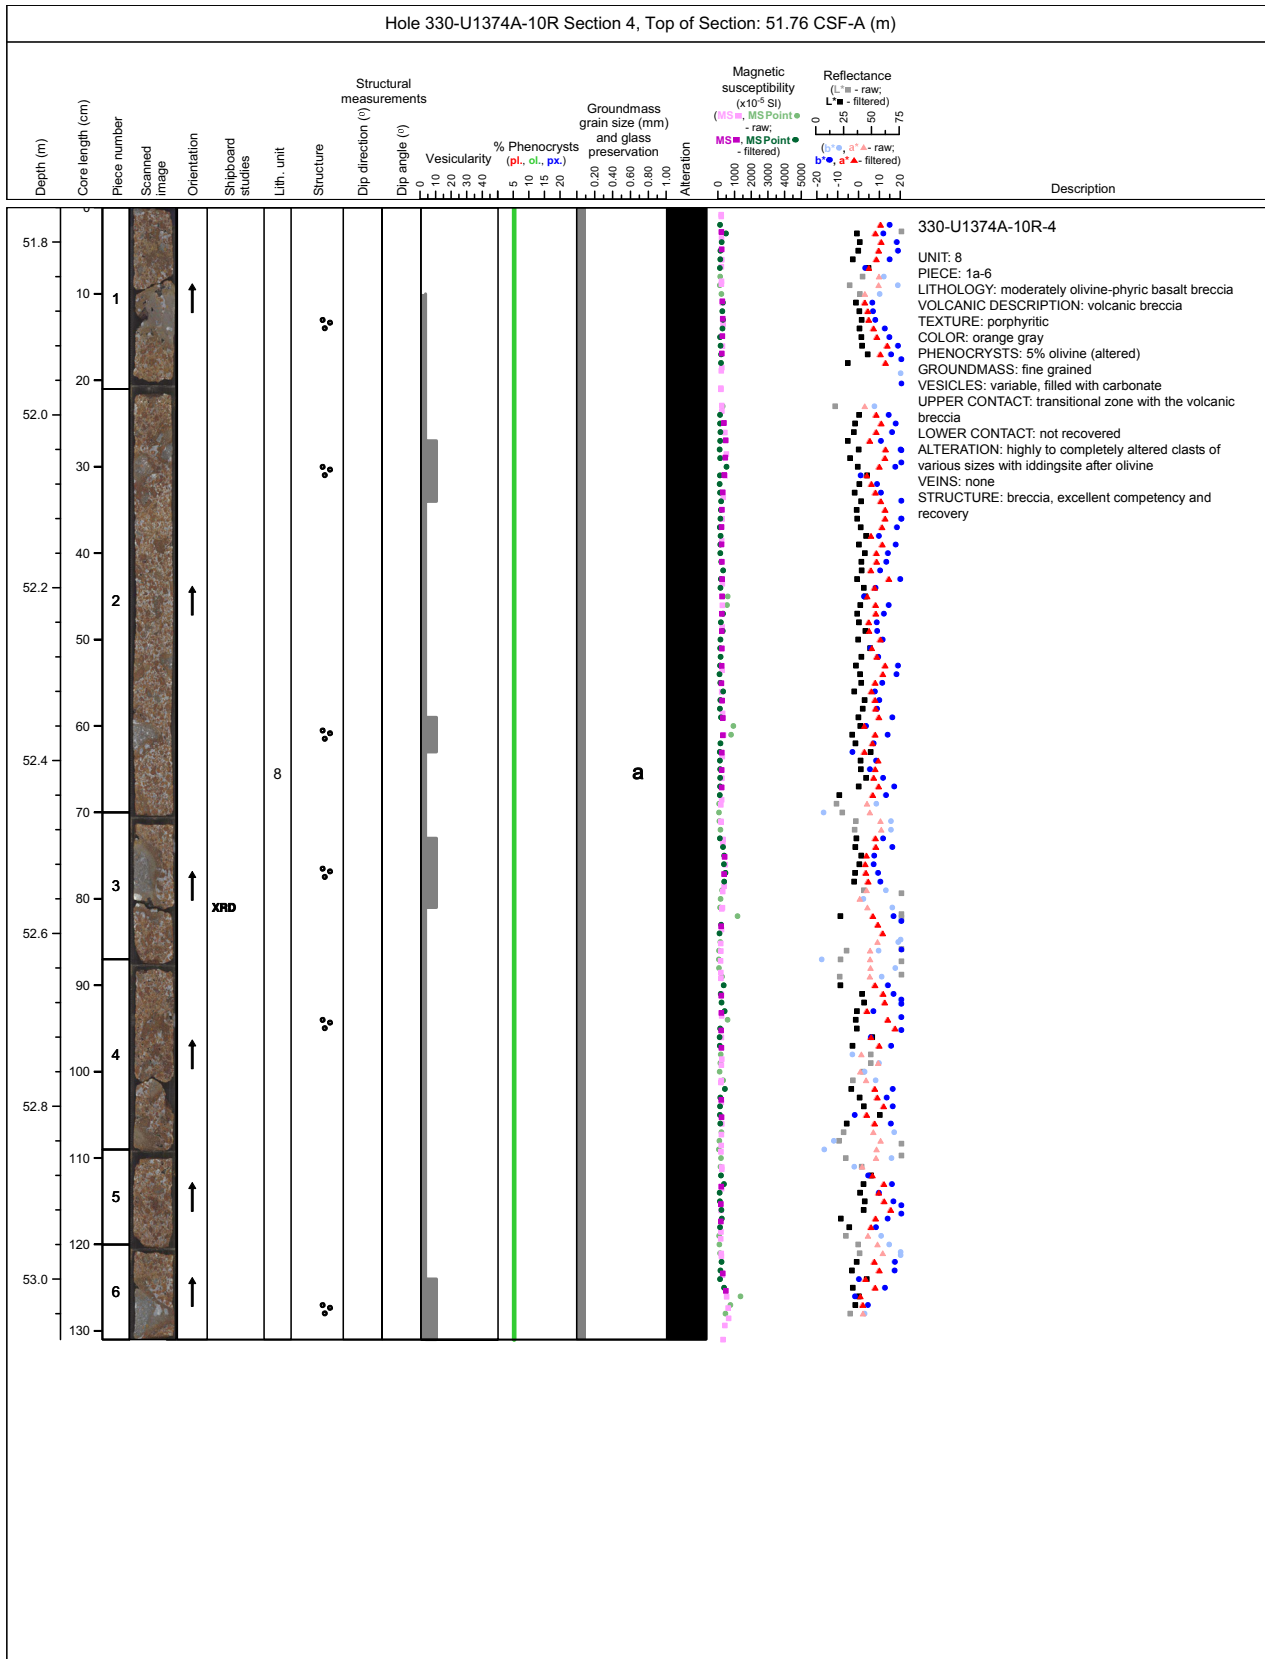 Hole 330-U1374A-10R Section 4, Top of Section: 51.76 CSF-A (m)
Depth (m)
Core length (cm)
Piece number
Scanned
image
Orientation
Shipboard
studies
Lith. unit
Structure
Structural
measurements
Dip direction (º)
Dip angle (º)
Vesicularity
0 10 20 30 40
% Phenocrysts
(pl., ol., px.)
5 10 15 20
Groundmass
grain size (mm)
and glass
preservation
0.20 0.40 0.60 0.80 1.00
Alteration
Magnetic
susceptibility
(x10⁻⁵ SI)
(MS■, MSPoint●
- raw;
MS■, MSPoint●
- filtered)
0 1000 2000 3000 4000 5000
Reflectance
(L*■ - raw;
L*■ - filtered)
0 25 50 75
(b*●, a*▲- raw;
b*●, a*▲- filtered)
-20 -10 0 10 20
Description
0
51.8
10
1
20
52.0
30
40
52.2
2
50
60
52.4
8
a
70
3
80
XRD
52.6
90
4
100
52.8
110
5
120
53.0
6
130
330-U1374A-10R-4
UNIT: 8
PIECE: 1a-6
LITHOLOGY: moderately olivine-phyric basalt breccia
VOLCANIC DESCRIPTION: volcanic breccia
TEXTURE: porphyritic
COLOR: orange gray
PHENOCRYSTS: 5% olivine (altered)
GROUNDMASS: fine grained
VESICLES: variable, filled with carbonate
UPPER CONTACT: transitional zone with the volcanic
breccia
LOWER CONTACT: not recovered
ALTERATION: highly to completely altered clasts of
various sizes with iddingsite after olivine
VEINS: none
STRUCTURE: breccia, excellent competency and
recovery